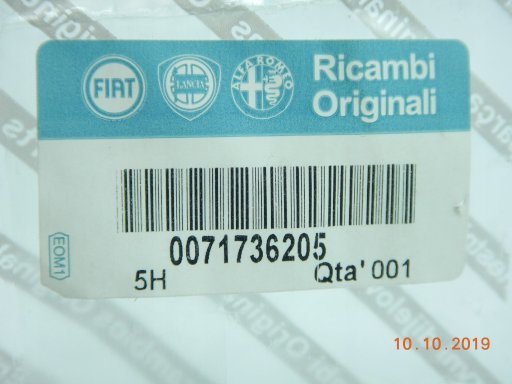 FIAT
LANCIA
ALFA ROMEO
Ricambi
Originali
0071736205
5H
Qta'001
EOM1
10.10.2019